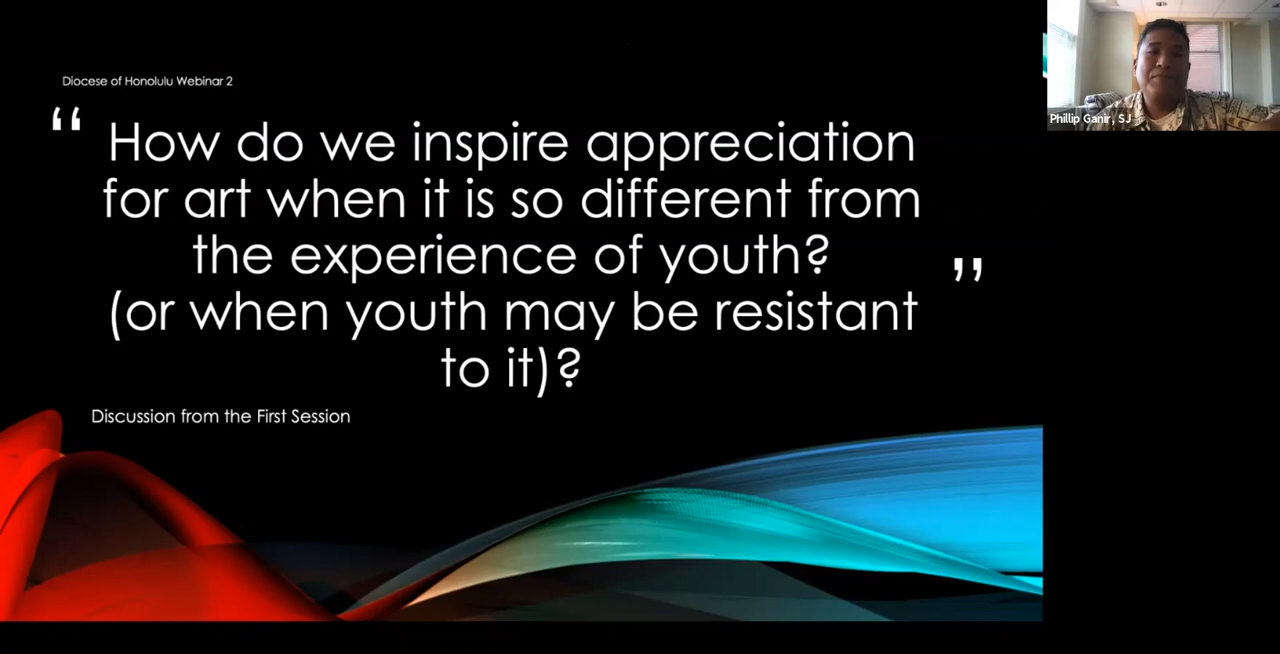 Diocese of Honolulu Webinar 2
“ How do we inspire appreciation
for art when it is so different from
the experience of youth?
(or when youth may be resistant ”
to it)?
Discussion from the First Session
Phillip Ganir, SJ